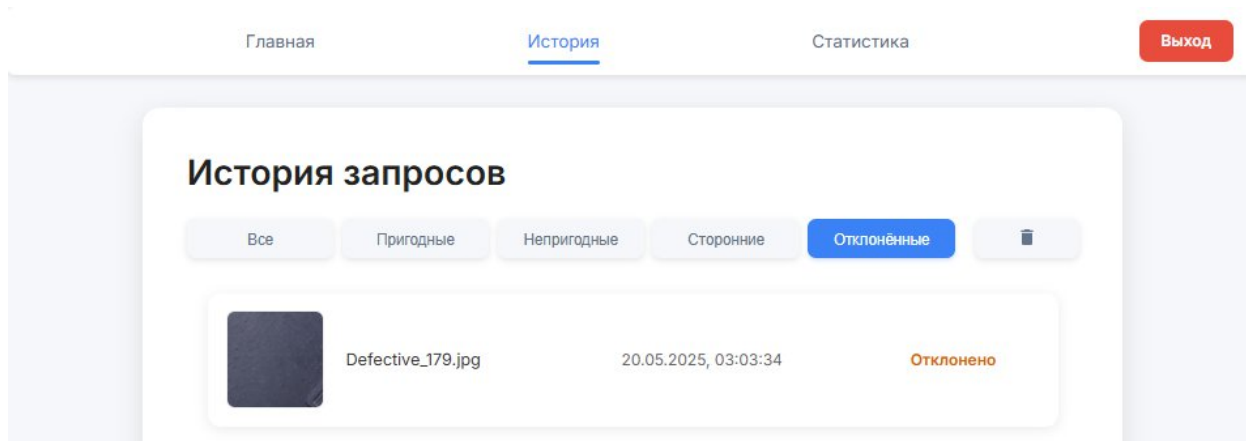 Главная История Статистика Выход
История запросов
Все Пригодные Непригодные Сторонние Отклонённые
Defective_179.jpg 20.05.2025, 03:03:34 Отклонено